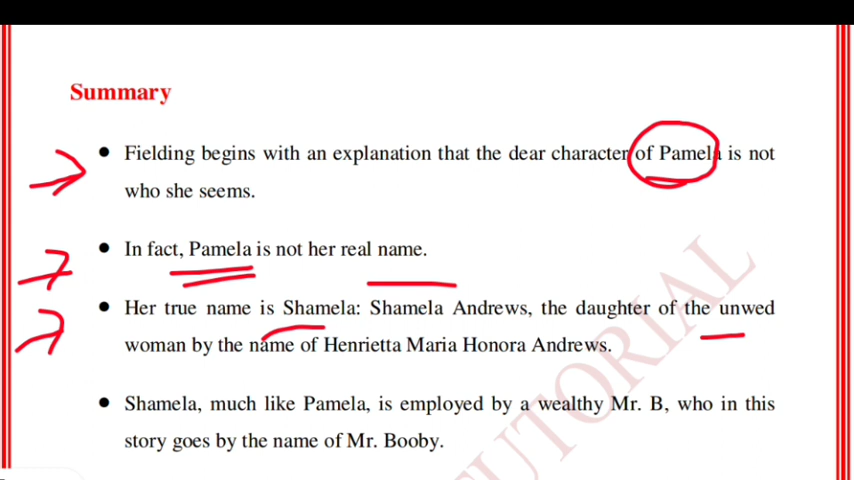 Summary
● Fielding begins with an explanation that the dear character of Pamela is not
who she seems.
● In fact, Pamela is not her real name.
● Her true name is Shamela: Shamela Andrews, the daughter of the unwed
woman by the name of Henrietta Maria Honora Andrews.
● Shamela, much like Pamela, is employed by a wealthy Mr. B, who in this
story goes by the name of Mr. Booby.
TUTORIAL